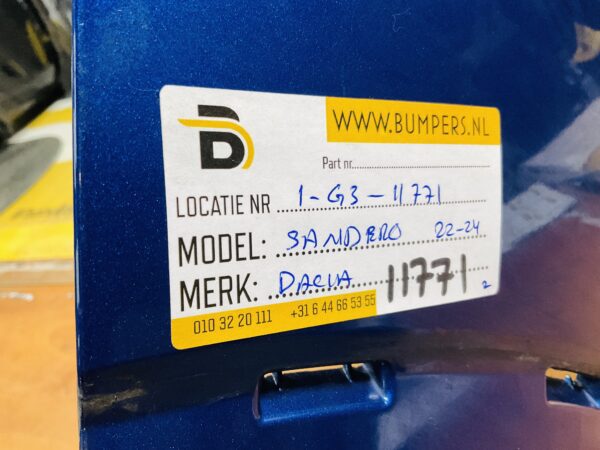 B
WWW.BUMPERS.NL
Part nr.
LOCATIE NR 1-G3-11771
MODEL: SANDERO 22-24
MERK: DACIA 11771 2
010 32 20 111 +31 6 44 66 53 55